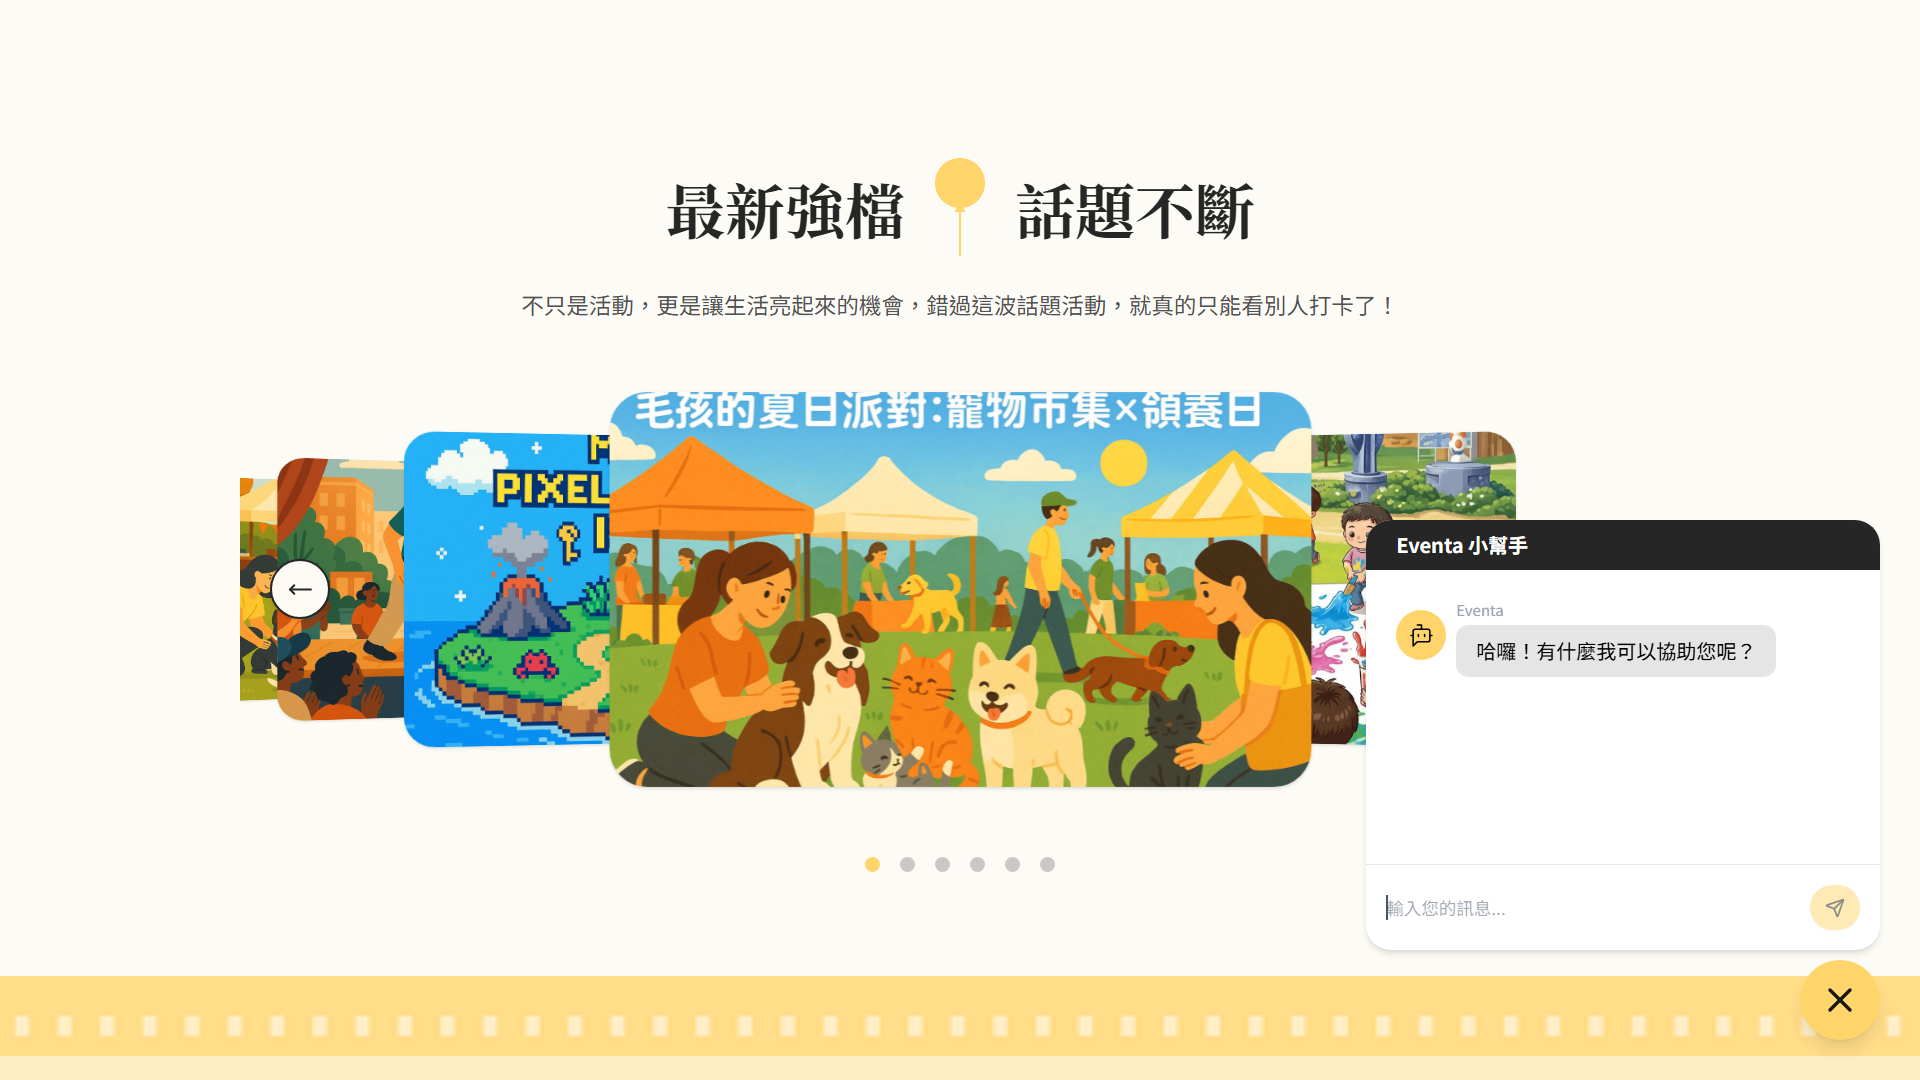 最新強檔 話題不斷
不只是活動，更是讓生活亮起來的機會，錯過這波話題活動，就真的只能看別人打卡了！
毛孩的夏日派對:寵物市集×領養日
PIXEL
Eventa 小幫手
Eventa
哈囉！有什麼我可以協助您呢？
輸入您的訊息...